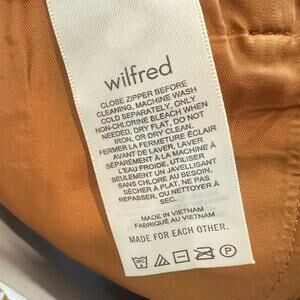 wilfred
CLOSE ZIPPER BEFORE
CLEANING, MACHINE WASH
COLD SEPARATELY, ONLY
NON-CHLORINE BLEACH WHEN
NEEDED, DRY FLAT, DO NOT
IRON, OR DRY CLEAN.
FERMER LA FERMETURE ÉCLAIR
AVANT DE LAVER, LAVER
SÉPARÉMENT À LA MACHINE À
L'EAU FROIDE, UTILISER
SEULEMENT UN JAVELLISANT
SANS CHLORE AU BESOIN,
SÉCHER À PLAT, NE PAS
REPASSER, OU NETTOYER À
SEC.
MADE IN VIETNAM
FABRIQUÉ AU VIETNAM
MADE FOR EACH OTHER.